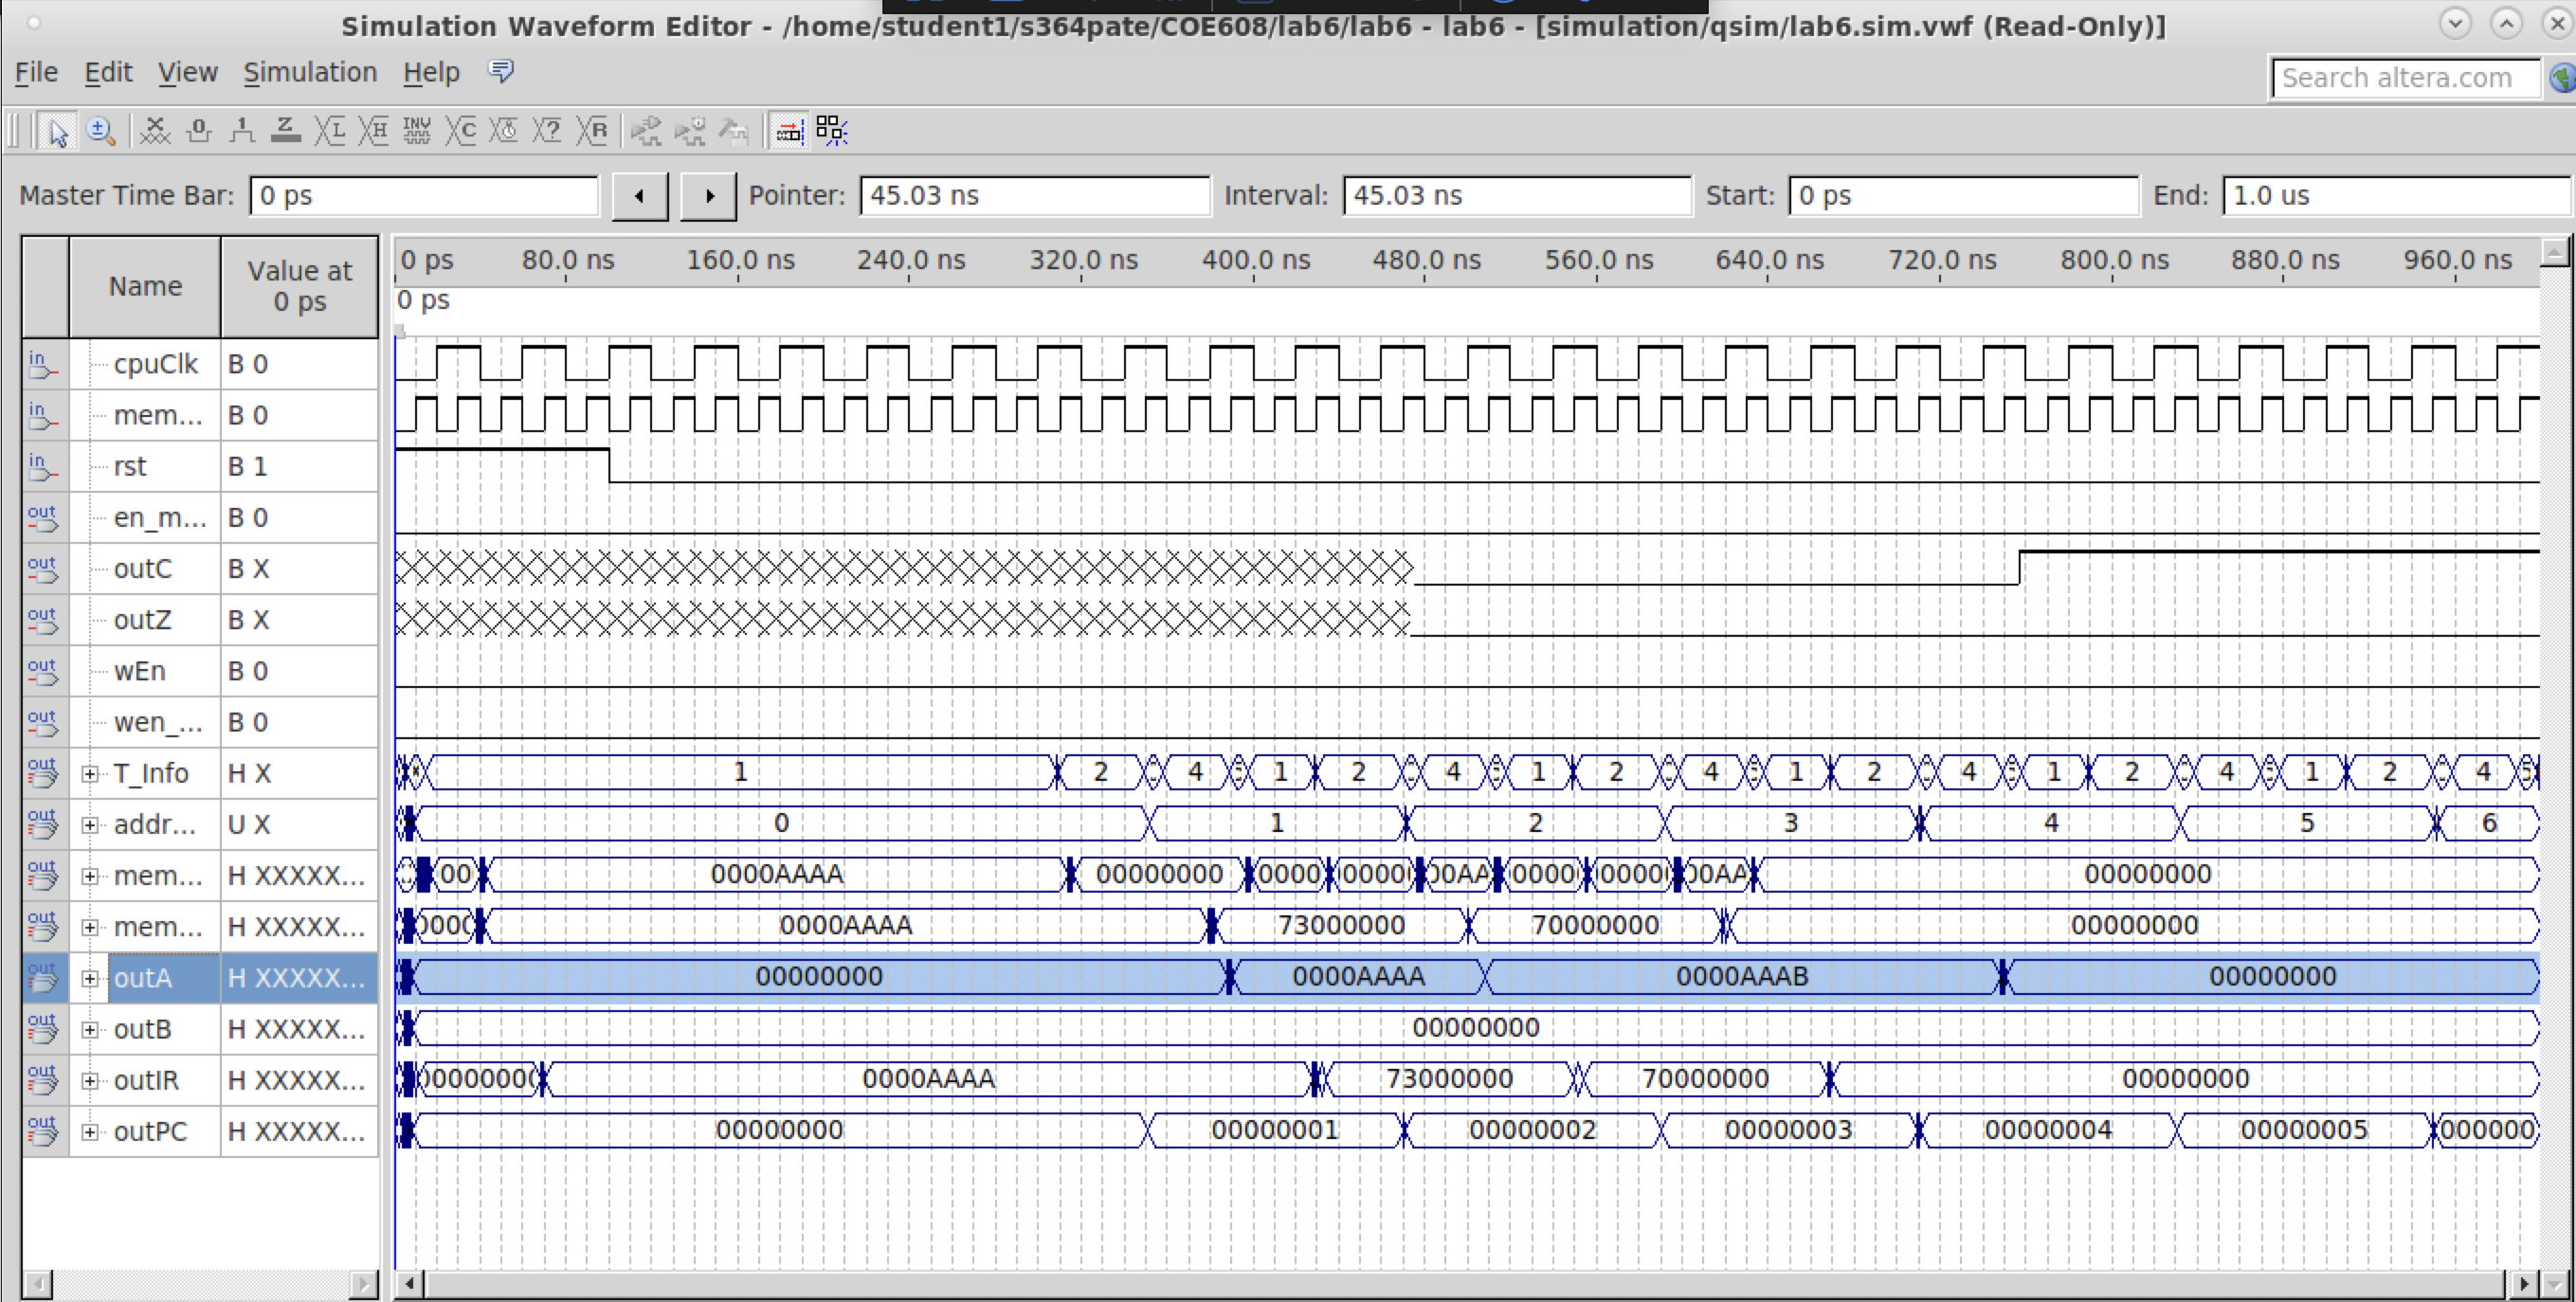 Simulation Waveform Editor - /home/student1/s364pate/COE608/lab6/lab6 - lab6 - [simulation/qsim/lab6.sim.vwf (Read-Only)]
File Edit View Simulation Help
Search altera.com
Master Time Bar: 0 ps Pointer: 45.03 ns Interval: 45.03 ns Start: 0 ps End: 1.0 us
Name Value at 0 ps
0 ps 80.0 ns 160.0 ns 240.0 ns 320.0 ns 400.0 ns 480.0 ns 560.0 ns 640.0 ns 720.0 ns 800.0 ns 880.0 ns 960.0 ns
0 ps
in cpuClk B 0
in mem... B 0
in rst B 1
out en_m... B 0
out outC B X
out outZ B X
out wEn B 0
out wen_... B 0
out T_Info H X 1 2 4 1 2 4 1 2 4 1 2 4 1 2 4 1 2 4
out addr... U X 0 1 2 3 4 5 6
out mem... H XXXXX... 00 0000AAAA 00000000 0000 0000 00AA 0000 0000 00AA 00000000
out mem... H XXXXX... 0000 0000AAAA 73000000 70000000 00000000
out outA H XXXXX... 00000000 0000AAAA 0000AAAB 00000000
out outB H XXXXX... 00000000
out outIR H XXXXX... 00000000 0000AAAA 73000000 70000000 00000000
out outPC H XXXXX... 00000000 00000001 00000002 00000003 00000004 00000005 000000